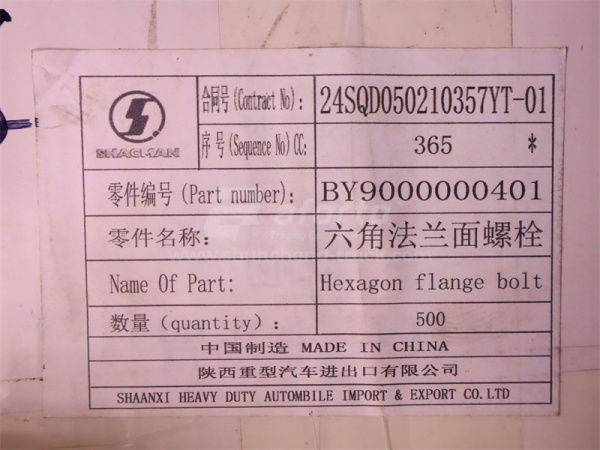 合同号(Contract No): 24SQD050210357YT-01
SHACMAN
序号(Sequence No)CC: 365 *
零件编号(Part number): BY9000000401
零件名称: 六角法兰面螺栓
Name Of Part: Hexagon flange bolt
数量(quantity): 500
中国制造 MADE IN CHINA
陕西重型汽车进出口有限公司
SHAANXI HEAVY DUTY AUTOMBILE IMPORT & EXPORT CO.LTD